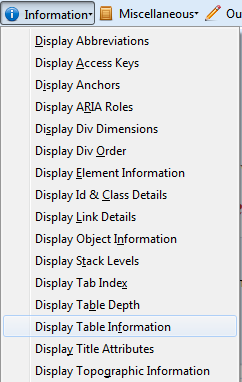 Information Miscellaneous Ou
Display Abbreviations
Display Access Keys
Display Anchors
Display ARIA Roles
Display Div Dimensions
Display Div Order
Display Element Information
Display Id & Class Details
Display Link Details
Display Object Information
Display Stack Levels
Display Tab Index
Display Table Depth
Display Table Information
Display Title Attributes
Display Topographic Information